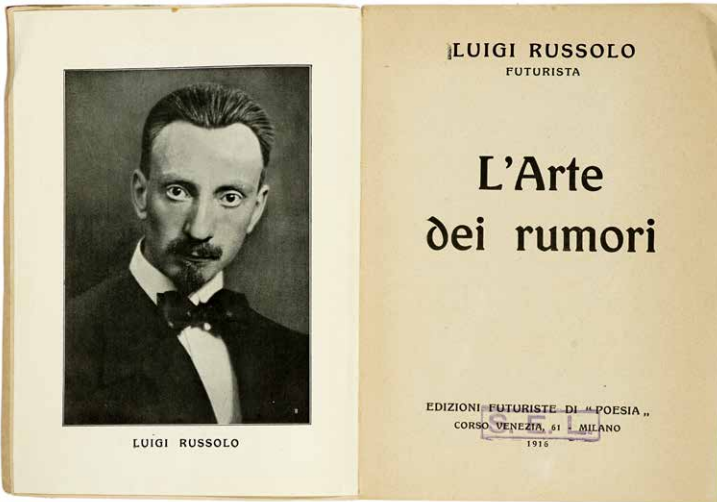 LUIGI RUSSOLO
LUIGI RUSSOLO
FUTURISTA
L'Arte
dei rumori
EDIZIONI FUTURISTE DI "POESIA„
S. E. L.
CORSO VENEZIA, 61 - MILANO
1916